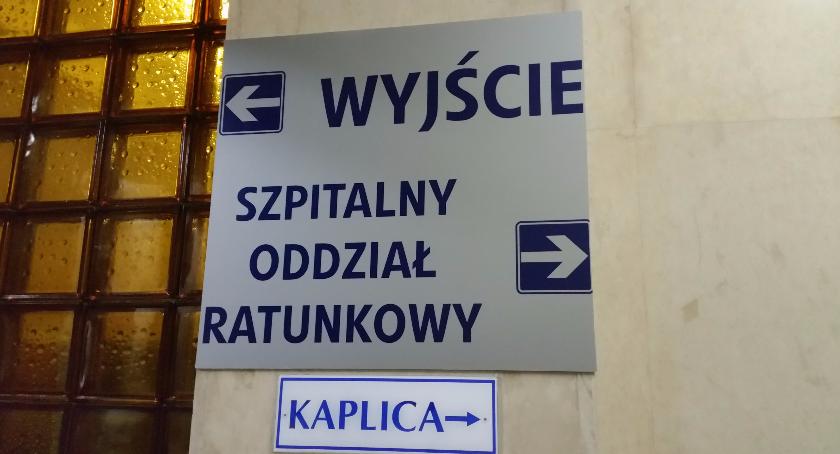 WYJŚCIE
SZPITALNY
ODDZIAŁ
RATUNKOWY
KAPLICA